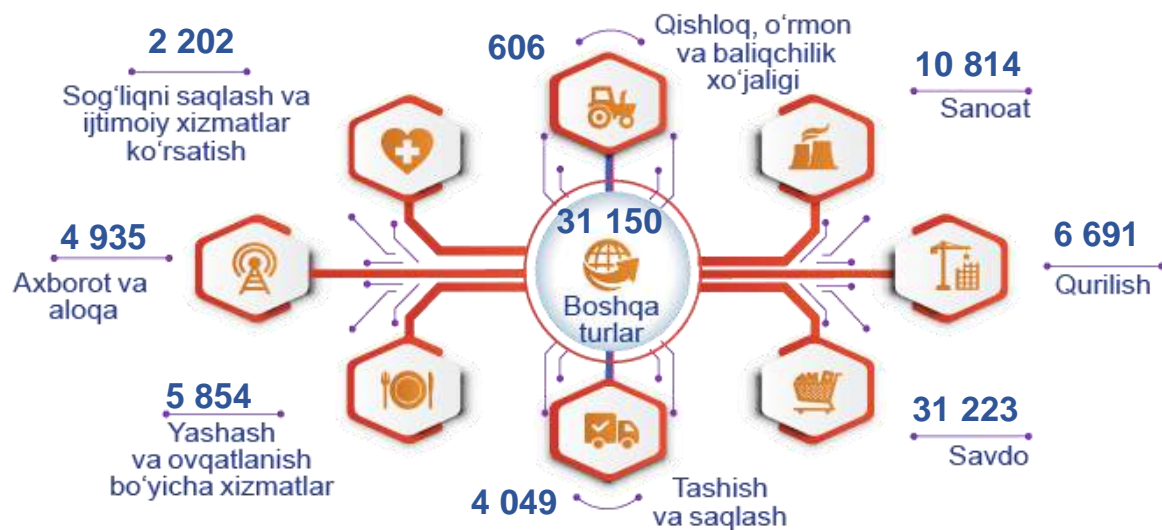 2 202
Sog‘liqni saqlash va
ijtimoiy xizmatlar
ko‘rsatish
606
Qishloq, o‘rmon
va baliqchilik
xo‘jaligi
10 814
Sanoat
4 935
Axborot va
aloqa
31 150
Boshqa
turlar
6 691
Qurilish
5 854
Yashash
va ovqatlanish
bo‘yicha xizmatlar
4 049
Tashish
va saqlash
31 223
Savdo